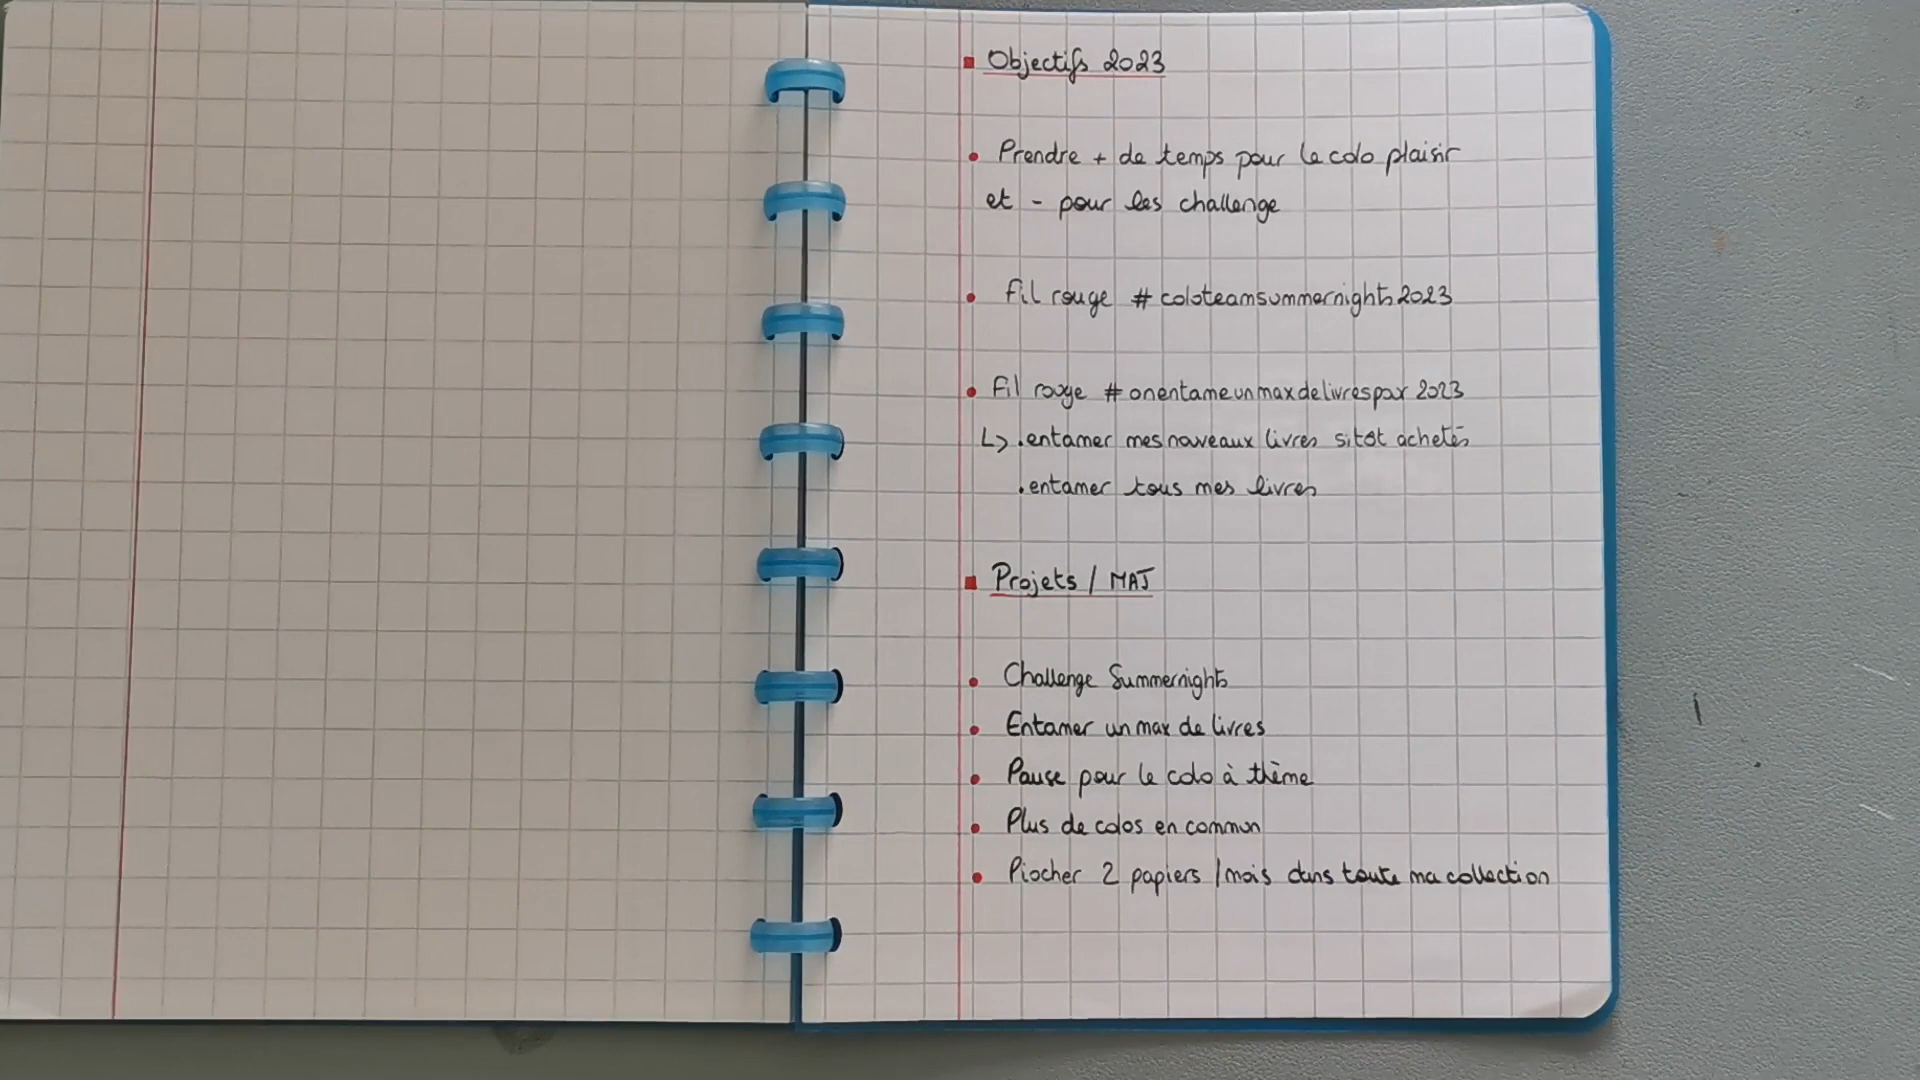 Objectifs 2023
Prendre + de temps pour le colo plaisir
et - pour les challenge
Fil rouge #coloteamsummernights2023
Fil rouge #onentameunmaxdelivrespar2023
↳ .entamer mes nouveaux livres sitôt achetés
.entamer tous mes livres
Projets / MAJ
Challenge Summernights
Entamer un max de livres
Pause pour le colo à thème
Plus de colos en commun
Piocher 2 papiers /mois dans toute ma collection